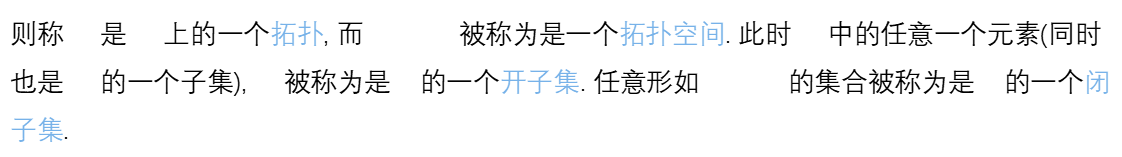 则称 是 上的一个拓扑, 而 被称为是一个拓扑空间. 此时 中的任意一个元素(同时
也是 的一个子集), 被称为是 的一个开子集. 任意形如 的集合被称为是 的一个闭
子集.